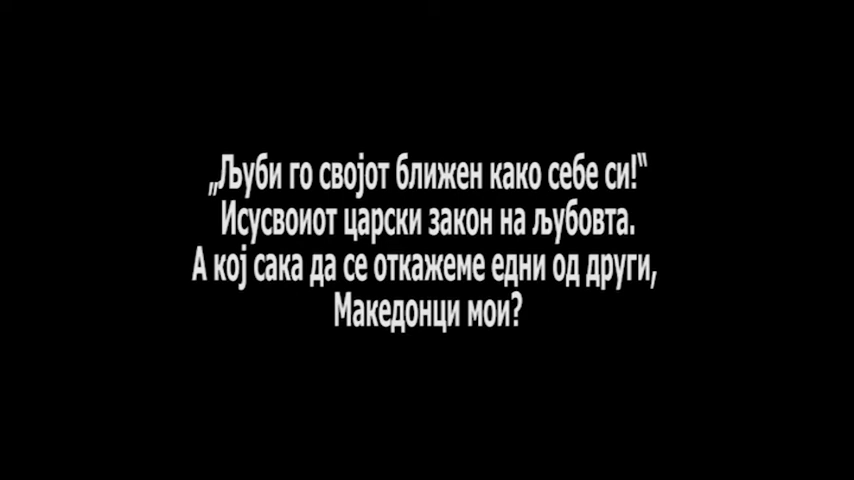 „Љуби го својот ближен како себе си!“
Исусвоиот царски закон на љубовта.
А кој сака да се откажеме едни од други,
Македонци мои?